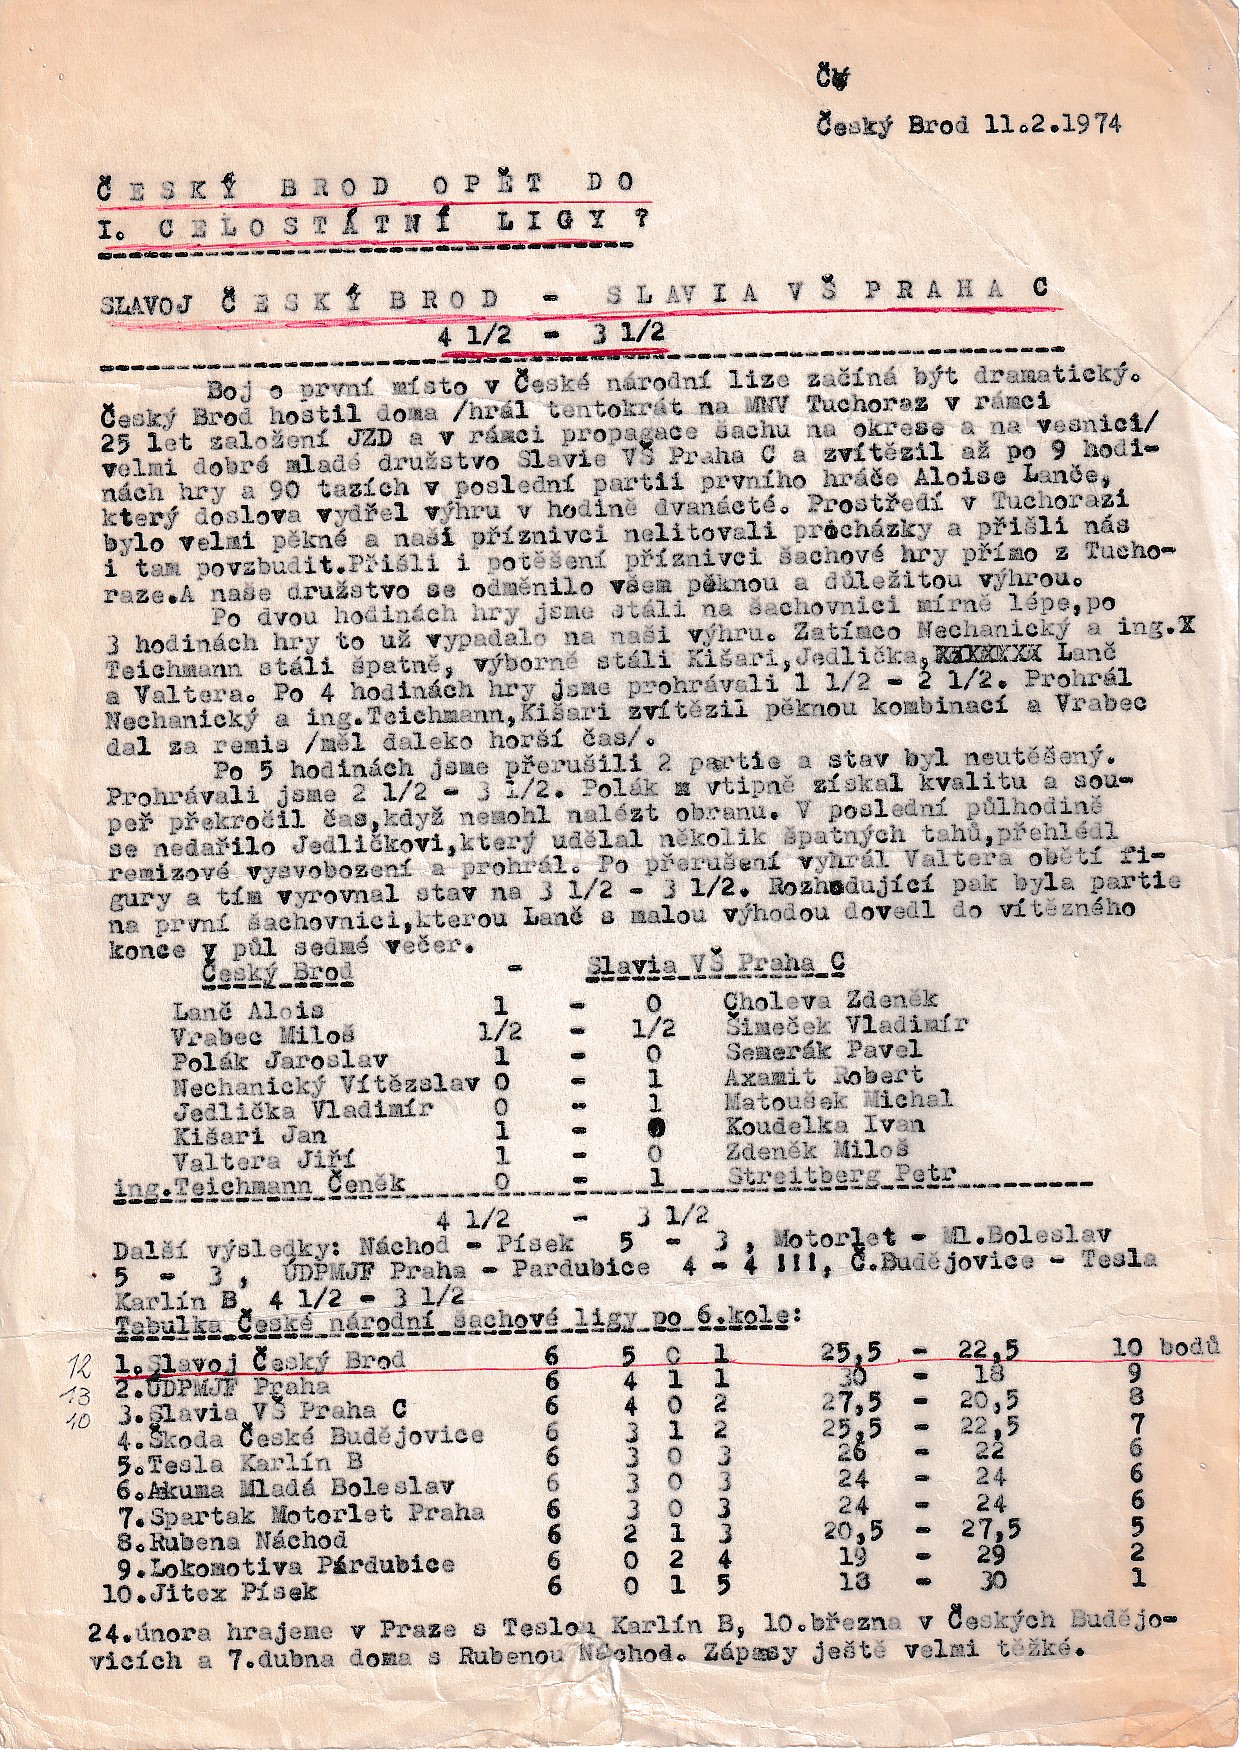 Český Brod 11.2.1974
ČESKÝ BROD OPĚT DO
I. CELOSTÁTNÍ LIGY ?
SLAVOJ ČESKÝ BROD - SLAVIA VŠ PRAHA C
4 1/2 - 3 1/2
Boj o první místo v České národní lize začíná být dramatický.
Český Brod hostil doma /hrál tentokrát na MNV Tuchoraz v rámci
25 let založení JZD a v rámci propagace šachu na okrese a na vesnici/
velmi dobré mladé družstvo Slavie VŠ Praha C a zvítězil až po 9 hodi-
nách hry a 90 tazích v poslední partii prvního hráče Aloise Lanče,
který doslova vydřel výhru v hodině dvanácté. Prostředí v Tuchorazi
bylo velmi pěkné a naši příznivci nelitovali procházky a přišli nás
i tam povzbudit.Přišli i potěšení příznivci šachové hry přímo z Tucho-
raze.A naše družstvo se odměnilo všem pěknou a důležitou výhrou.
Po dvou hodinách hry jsme stáli na šachovnici mírně lépe,po
3 hodinách hry to už vypadalo na naši výhru. Zatímco Nechanický a ing.X
Teichmann stáli špatně, výborně stáli Kišari,Jedlička, Lanč
a Valtera. Po 4 hodinách hry jsme prohrávali 1 1/2 - 2 1/2. Prohrál
Nechanický a ing.Teichmann,Kišari zvítězil pěknou kombinací a Vrabec
dal za remis /měl daleko horší čas/.
Po 5 hodinách jsme přerušili 2 partie a stav byl neutěšený.
Prohrávali jsme 2 1/2 - 3 1/2. Polák vtipně získal kvalitu a sou-
peř překročil čas,když nemohl nalézt obranu. V poslední půlhodině
se nedařilo Jedličkovi,který udělal několik špatných tahů,přehlédl
remizové vysvobození a prohrál. Po přerušení vyhrál Valtera obětí fi-
gury a tím vyrovnal stav na 3 1/2 - 3 1/2. Rozhodující pak byla partie
na první šachovnici,kterou Lanč s malou výhodou dovedl do vítězného
konce v půl sedmé večer.
Český Brod - Slavia VŠ Praha C
Lanč Alois 1 - 0 Choleva Zdeněk
Vrabec Miloš 1/2 - 1/2 Šimeček Vladimír
Polák Jaroslav 1 - 0 Semerák Pavel
Nechanický Vítězslav 0 - 1 Axamit Robert
Jedlička Vladimír 0 - 1 Matoušek Michal
Kišari Jan 1 - 0 Koudelka Ivan
Valtera Jiří 1 - 0 Zdeněk Miloš
ing.Teichmann Čeněk 0 - 1 Streitberg Petr
4 1/2 - 3 1/2
Další výsledky: Náchod - Písek 5 - 3 , Motorlet - Ml.Boleslav
5 - 3 , ÚDPMJF Praha - Pardubice 4 - 4 !!!, Č.Budějovice - Tesla
Karlín B 4 1/2 - 3 1/2
Tabulka České národní šachové ligy po 6.kole:
12 1.Slavoj Český Brod 6 5 0 1 25,5 - 22,5 10 bodů
13 2.ÚDPMJF Praha 6 4 1 1 30 - 18 9
10 3.Slavia VŠ Praha C 6 4 0 2 27,5 - 20,5 8
4.Škoda České Budějovice 6 3 1 2 25,5 - 22,5 7
5.Tesla Karlín B 6 3 0 3 26 - 22 6
6.Akuma Mladá Boleslav 6 3 0 3 24 - 24 6
7.Spartak Motorlet Praha 6 3 0 3 24 - 24 6
8.Rubena Náchod 6 2 1 3 20,5 - 27,5 5
9.Lokomotiva Pardubice 6 0 2 4 19 - 29 2
10.Jitex Písek 6 0 1 5 18 - 30 1
24.února hrajeme v Praze s Teslou Karlín B, 10.března v Českých Budějo-
vicích a 7.dubna doma s Rubenou Náchod. Zápasy ještě velmi těžké.